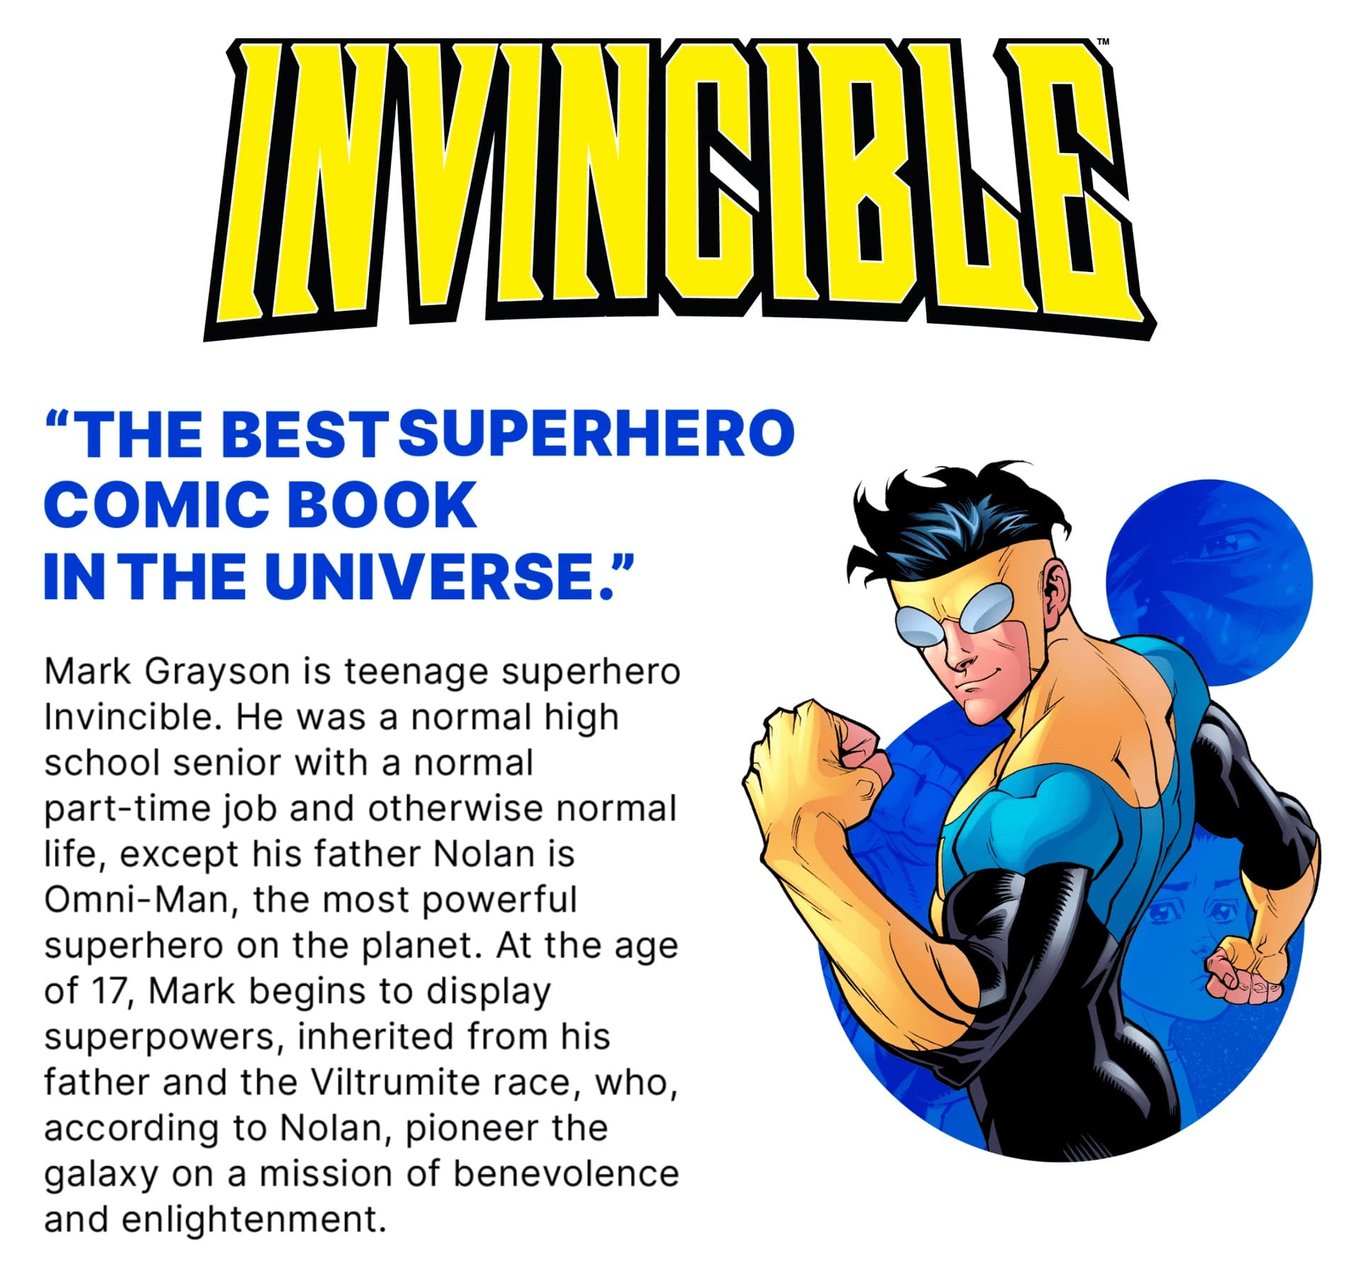 INVINCIBLE™
“THE BEST SUPERHERO
COMIC BOOK
IN THE UNIVERSE.”
Mark Grayson is teenage superhero
Invincible. He was a normal high
school senior with a normal
part-time job and otherwise normal
life, except his father Nolan is
Omni-Man, the most powerful
superhero on the planet. At the age
of 17, Mark begins to display
superpowers, inherited from his
father and the Viltrumite race, who,
according to Nolan, pioneer the
galaxy on a mission of benevolence
and enlightenment.